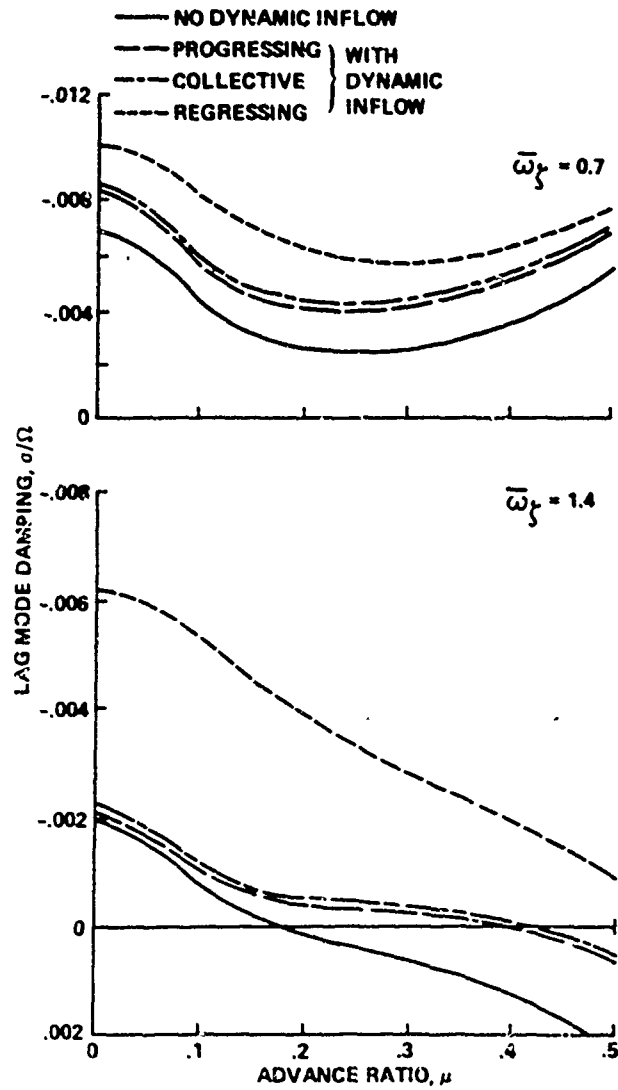 NO DYNAMIC INFLOW
PROGRESSING
COLLECTIVE
REGRESSING
WITH
DYNAMIC
INFLOW
-.012
-.008
-.004
0
ω̅ζ = 0.7
LAG MODE DAMPING, σ/Ω
-.008
-.006
-.004
-.002
0
.002
ω̅ζ = 1.4
0 .1 .2 .3 .4 .5
ADVANCE RATIO, μ